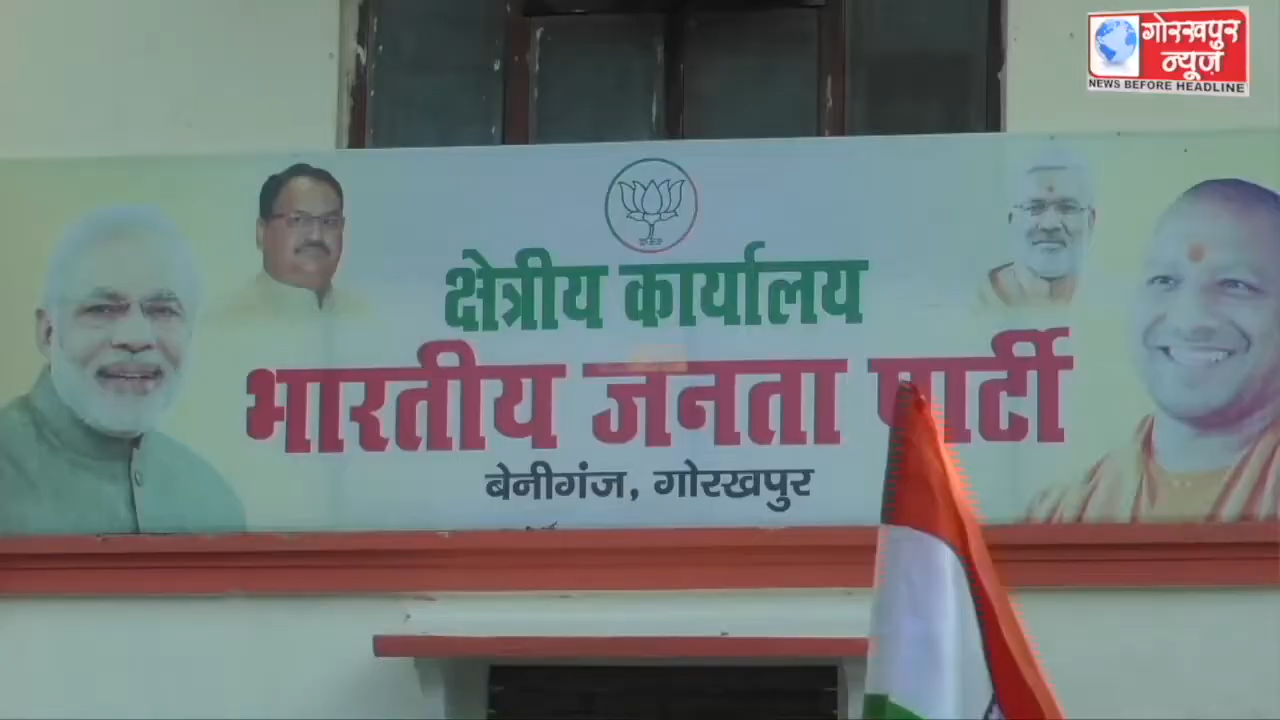 गोरखपुर
न्यूज़
NEWS BEFORE HEADLINE
क्षेत्रीय कार्यालय
भारतीय जनता पार्टी
बेनीगंज, गोरखपुर